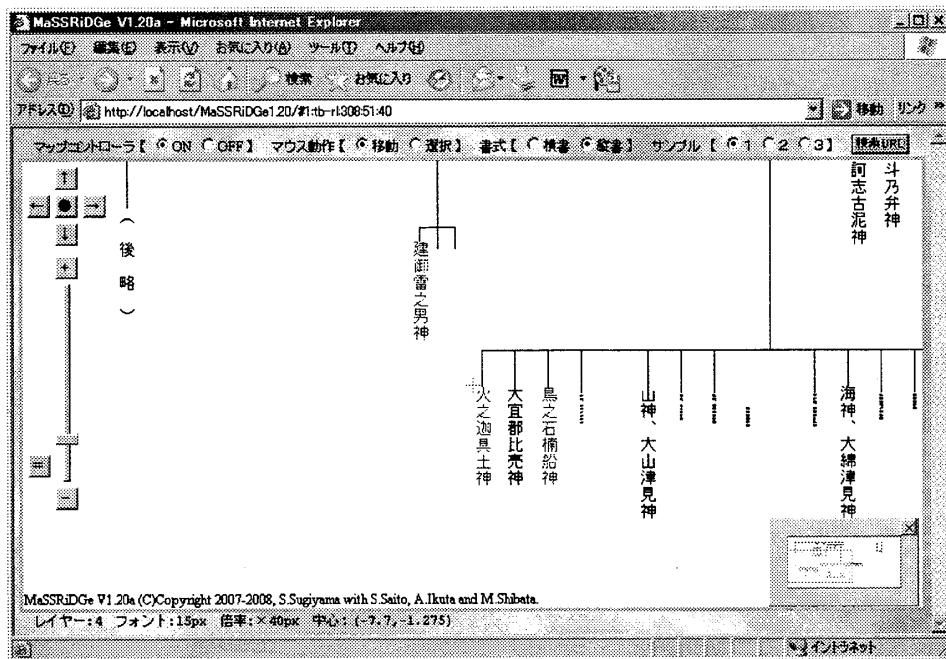 MaSSRiDGe V1.20a - Microsoft Internet Explorer
ファイル(F) 編集(E) 表示(V) お気に入り(A) ツール(T) ヘルプ(H)
戻る 検索 お気に入り
アドレス(D) http://localhost/MaSSRiDGe1.20/#1:tb-rl:308:51:40 移動 リンク »
マップコントローラ【 ON OFF】 マウス動作【 移動 選択】 書式【 横書 縦書】 サンプル【 1 2 3】 検索URL
斗乃弁神
訶志古泥神
(後略)
建御雷之男神
海神、大綿津見神
山神、大山津見神
鳥之石楠船神
大宜都比売神
火之迦具土神
MaSSRiDGe V1.20a (C)Copyright 2007-2008, S.Sugiyama with S.Saito, A.Ikuta and M.Shibata.
レイヤー:4 フォント:15px 倍率:×40px 中心:(-7.7,-1.275)
イントラネット